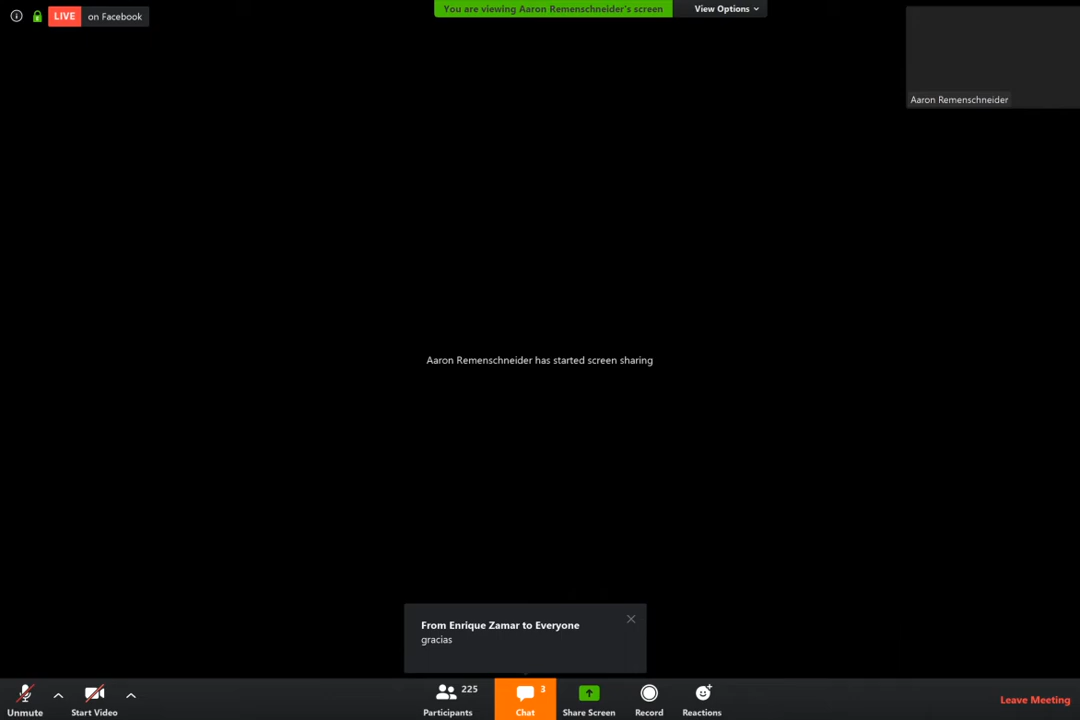 LIVE on Facebook
You are viewing Aaron Remenschneider's screen
View Options
Aaron Remenschneider
Aaron Remenschneider has started screen sharing
From Enrique Zamar to Everyone
gracias
Unmute
Start Video
225
Participants
3
Chat
Share Screen
Record
Reactions
Leave Meeting